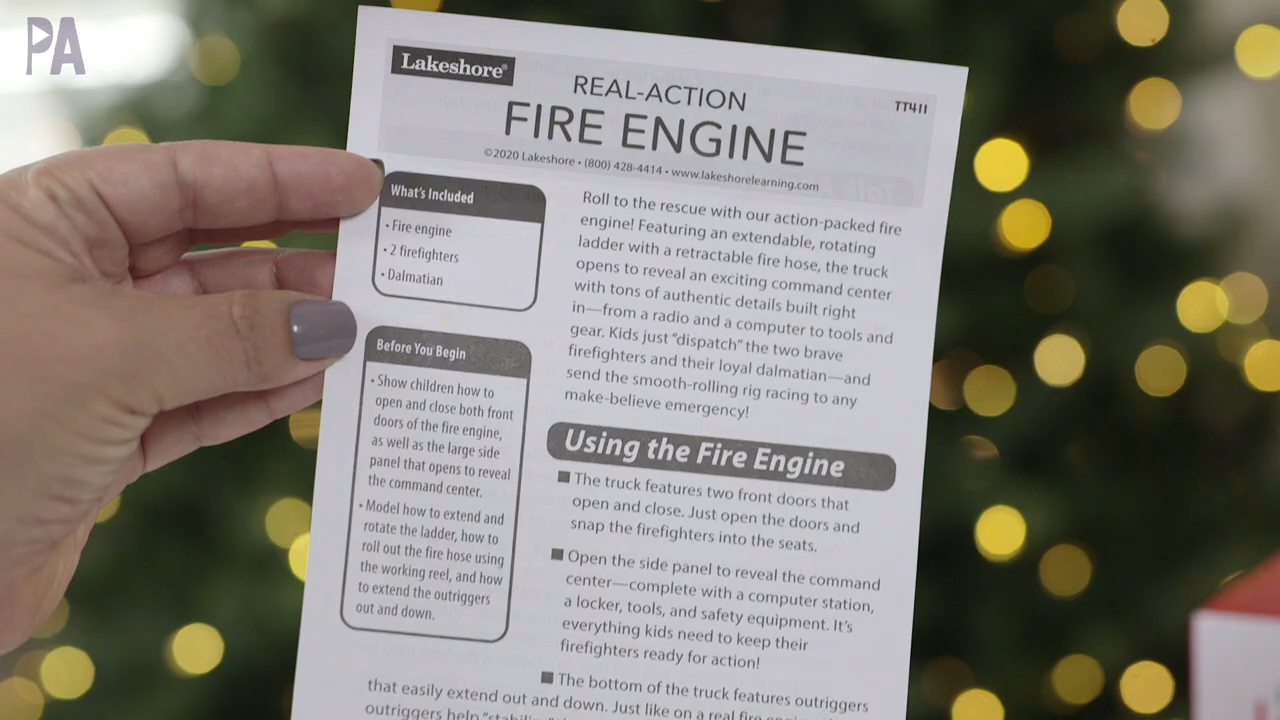 PA
Lakeshore®
REAL-ACTION
TT411
FIRE ENGINE
©2020 Lakeshore • (800) 428-4414 • www.lakeshorelearning.com
What's Included
• Fire engine
• 2 firefighters
• Dalmatian
Before You Begin
• Show children how to
open and close both front
doors of the fire engine,
as well as the large side
panel that opens to reveal
the command center.
• Model how to extend and
rotate the ladder, how to
roll out the fire hose using
the working reel, and how
to extend the outriggers
out and down.
Roll to the rescue with our action-packed fire
engine! Featuring an extendable, rotating
ladder with a retractable fire hose, the truck
opens to reveal an exciting command center
with tons of authentic details built right
in—from a radio and a computer to tools and
gear. Kids just "dispatch" the two brave
firefighters and their loyal dalmatian—and
send the smooth-rolling rig racing to any
make-believe emergency!
Using the Fire Engine
■ The truck features two front doors that
open and close. Just open the doors and
snap the firefighters into the seats.
■ Open the side panel to reveal the command
center—complete with a computer station,
a locker, tools, and safety equipment. It's
everything kids need to keep their
firefighters ready for action!
■ The bottom of the truck features outriggers
that easily extend out and down. Just like on a real fire
outriggers help